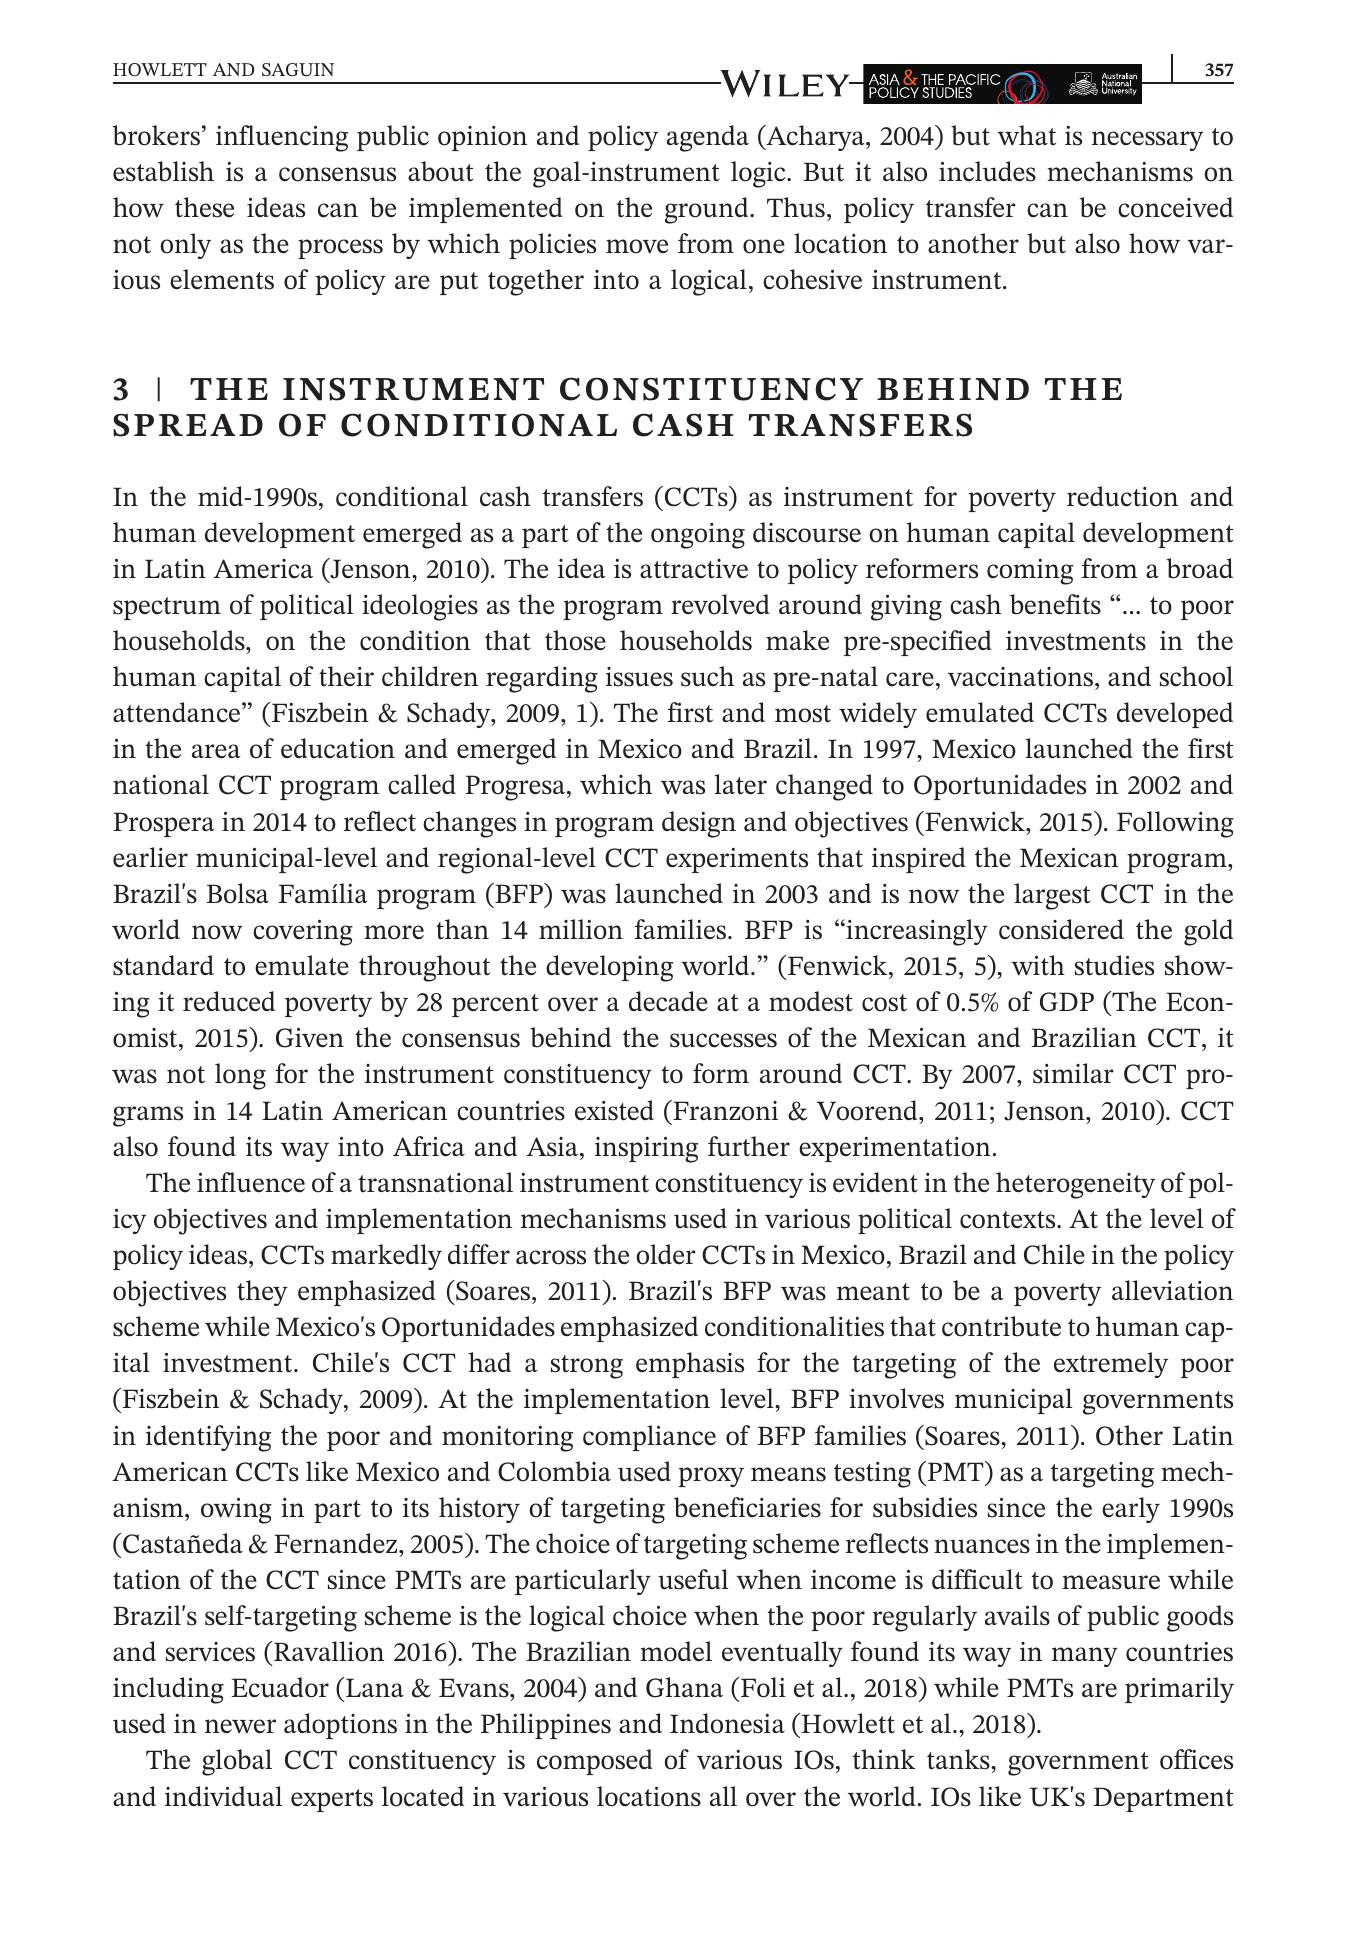 HOWLETT AND SAGUIN
WILEY
ASIA & THE PACIFIC
POLICY STUDIES
Australian
National
University
357
brokers’ influencing public opinion and policy agenda (Acharya, 2004) but what is necessary to
establish is a consensus about the goal-instrument logic. But it also includes mechanisms on
how these ideas can be implemented on the ground. Thus, policy transfer can be conceived
not only as the process by which policies move from one location to another but also how var-
ious elements of policy are put together into a logical, cohesive instrument.
3 | THE INSTRUMENT CONSTITUENCY BEHIND THE
SPREAD OF CONDITIONAL CASH TRANSFERS
In the mid-1990s, conditional cash transfers (CCTs) as instrument for poverty reduction and
human development emerged as a part of the ongoing discourse on human capital development
in Latin America (Jenson, 2010). The idea is attractive to policy reformers coming from a broad
spectrum of political ideologies as the program revolved around giving cash benefits “... to poor
households, on the condition that those households make pre-specified investments in the
human capital of their children regarding issues such as pre-natal care, vaccinations, and school
attendance” (Fiszbein & Schady, 2009, 1). The first and most widely emulated CCTs developed
in the area of education and emerged in Mexico and Brazil. In 1997, Mexico launched the first
national CCT program called Progresa, which was later changed to Oportunidades in 2002 and
Prospera in 2014 to reflect changes in program design and objectives (Fenwick, 2015). Following
earlier municipal-level and regional-level CCT experiments that inspired the Mexican program,
Brazil's Bolsa Família program (BFP) was launched in 2003 and is now the largest CCT in the
world now covering more than 14 million families. BFP is “increasingly considered the gold
standard to emulate throughout the developing world.” (Fenwick, 2015, 5), with studies show-
ing it reduced poverty by 28 percent over a decade at a modest cost of 0.5% of GDP (The Econ-
omist, 2015). Given the consensus behind the successes of the Mexican and Brazilian CCT, it
was not long for the instrument constituency to form around CCT. By 2007, similar CCT pro-
grams in 14 Latin American countries existed (Franzoni & Voorend, 2011; Jenson, 2010). CCT
also found its way into Africa and Asia, inspiring further experimentation.
The influence of a transnational instrument constituency is evident in the heterogeneity of pol-
icy objectives and implementation mechanisms used in various political contexts. At the level of
policy ideas, CCTs markedly differ across the older CCTs in Mexico, Brazil and Chile in the policy
objectives they emphasized (Soares, 2011). Brazil's BFP was meant to be a poverty alleviation
scheme while Mexico's Oportunidades emphasized conditionalities that contribute to human cap-
ital investment. Chile's CCT had a strong emphasis for the targeting of the extremely poor
(Fiszbein & Schady, 2009). At the implementation level, BFP involves municipal governments
in identifying the poor and monitoring compliance of BFP families (Soares, 2011). Other Latin
American CCTs like Mexico and Colombia used proxy means testing (PMT) as a targeting mech-
anism, owing in part to its history of targeting beneficiaries for subsidies since the early 1990s
(Castañeda & Fernandez, 2005). The choice of targeting scheme reflects nuances in the implemen-
tation of the CCT since PMTs are particularly useful when income is difficult to measure while
Brazil's self-targeting scheme is the logical choice when the poor regularly avails of public goods
and services (Ravallion 2016). The Brazilian model eventually found its way in many countries
including Ecuador (Lana & Evans, 2004) and Ghana (Foli et al., 2018) while PMTs are primarily
used in newer adoptions in the Philippines and Indonesia (Howlett et al., 2018).
The global CCT constituency is composed of various IOs, think tanks, government offices
and individual experts located in various locations all over the world. IOs like UK's Department